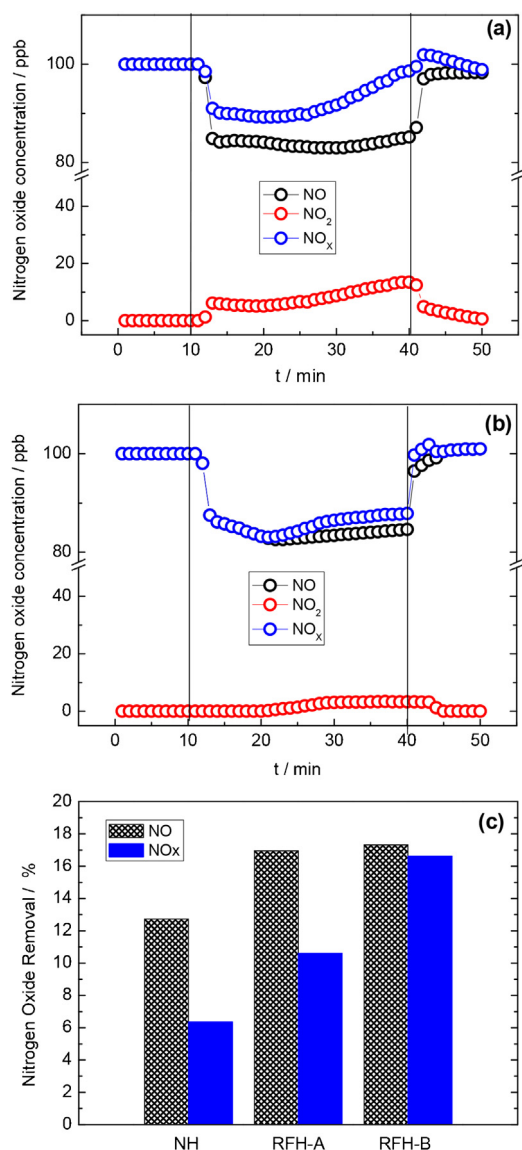 (a)
Nitrogen oxide concentration / ppb
100
80
40
20
0
NO
NO2
NOX
0 10 20 30 40 50
t / min
(b)
Nitrogen oxide concentration / ppb
100
80
40
20
0
NO
NO2
NOX
0 10 20 30 40 50
t / min
(c)
Nitrogen Oxide Removal / %
20
18
16
14
12
10
8
6
4
2
0
NO
NOx
NH RFH-A RFH-B